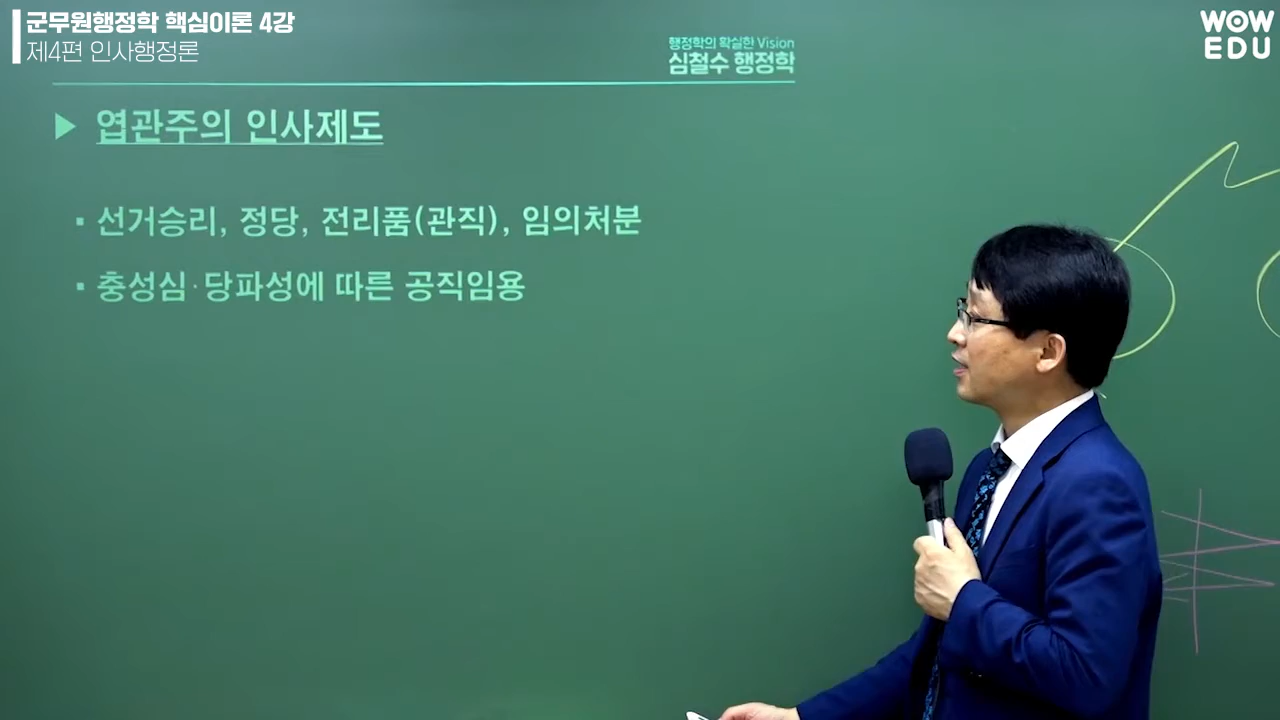 군무원행정학 핵심이론 4강
제4편 인사행정론
행정학의 확실한 Vision
심철수 행정학
WOW
EDU
▶ 엽관주의 인사제도
▪ 선거승리, 정당, 전리품(관직), 임의처분
▪ 충성심·당파성에 따른 공직임용